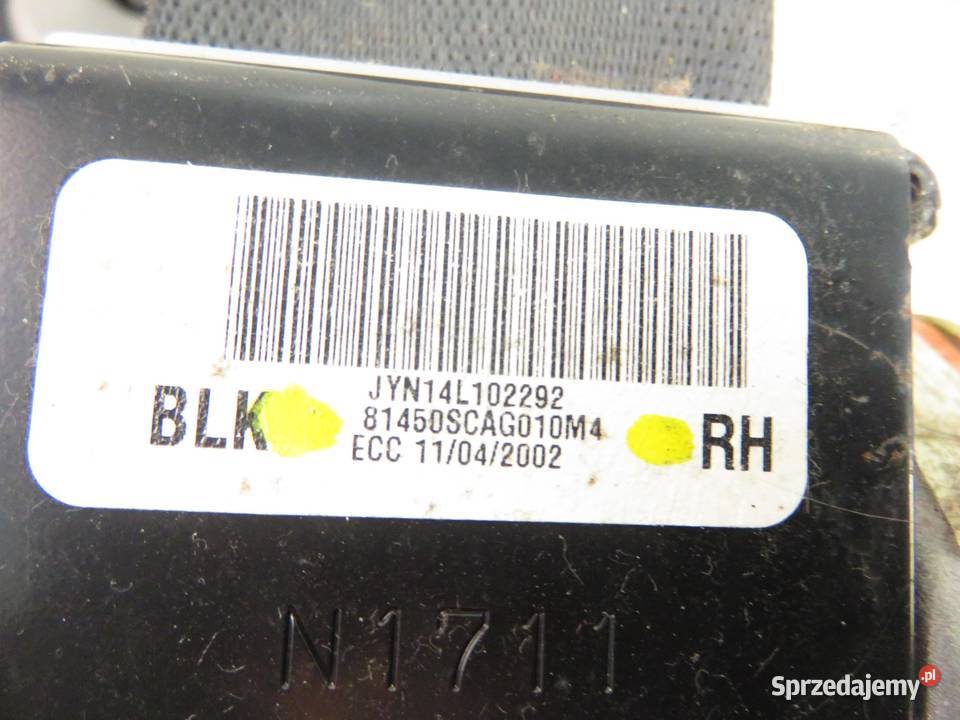 JYN14L102292
BLK 81450SCAG010M4 RH
ECC 11/04/2002
N1711
Sprzedajemy.pl